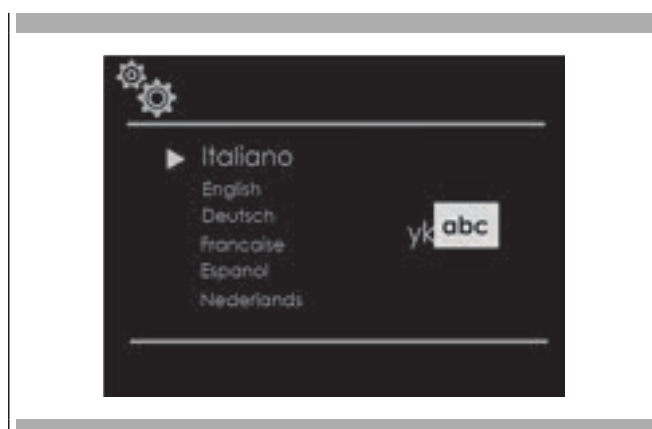 Italiano
English
Deutsch
Francaise
Espanol
Nederlands
yk abc